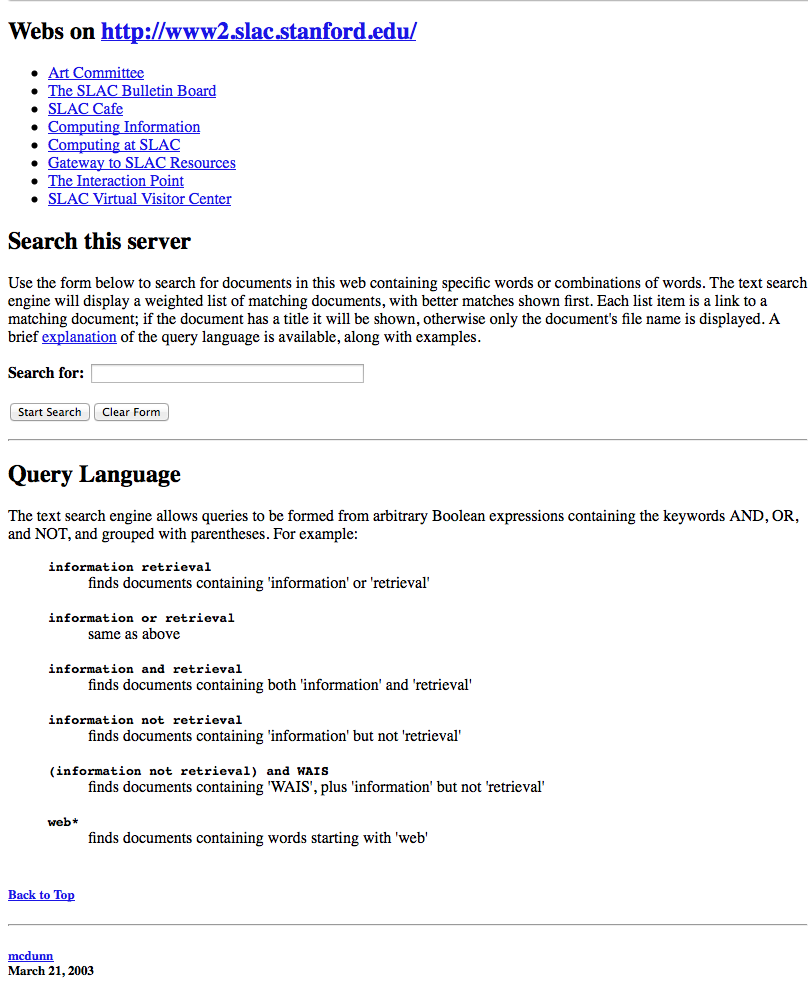 Webs on http://www2.slac.stanford.edu/
Art Committee
The SLAC Bulletin Board
SLAC Cafe
Computing Information
Computing at SLAC
Gateway to SLAC Resources
The Interaction Point
SLAC Virtual Visitor Center
Search this server
Use the form below to search for documents in this web containing specific words or combinations of words. The text search
engine will display a weighted list of matching documents, with better matches shown first. Each list item is a link to a
matching document; if the document has a title it will be shown, otherwise only the document's file name is displayed. A
brief explanation of the query language is available, along with examples.
Search for:
Start Search Clear Form
Query Language
The text search engine allows queries to be formed from arbitrary Boolean expressions containing the keywords AND, OR,
and NOT, and grouped with parentheses. For example:
information retrieval
finds documents containing 'information' or 'retrieval'
information or retrieval
same as above
information and retrieval
finds documents containing both 'information' and 'retrieval'
information not retrieval
finds documents containing 'information' but not 'retrieval'
(information not retrieval) and WAIS
finds documents containing 'WAIS', plus 'information' but not 'retrieval'
web*
finds documents containing words starting with 'web'
Back to Top
mcdunn
March 21, 2003